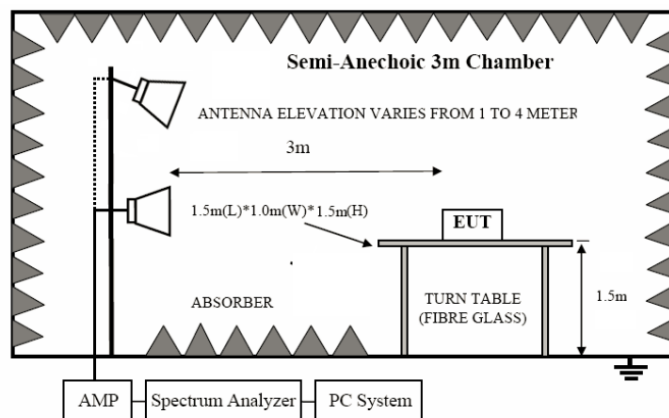 Semi-Anechoic 3m Chamber
ANTENNA ELEVATION VARIES FROM 1 TO 4 METER
3m
1.5m(L)*1.0m(W)*1.5m(H)
EUT
ABSORBER
TURN TABLE
(FIBRE GLASS)
1.5m
AMP
Spectrum Analyzer
PC System